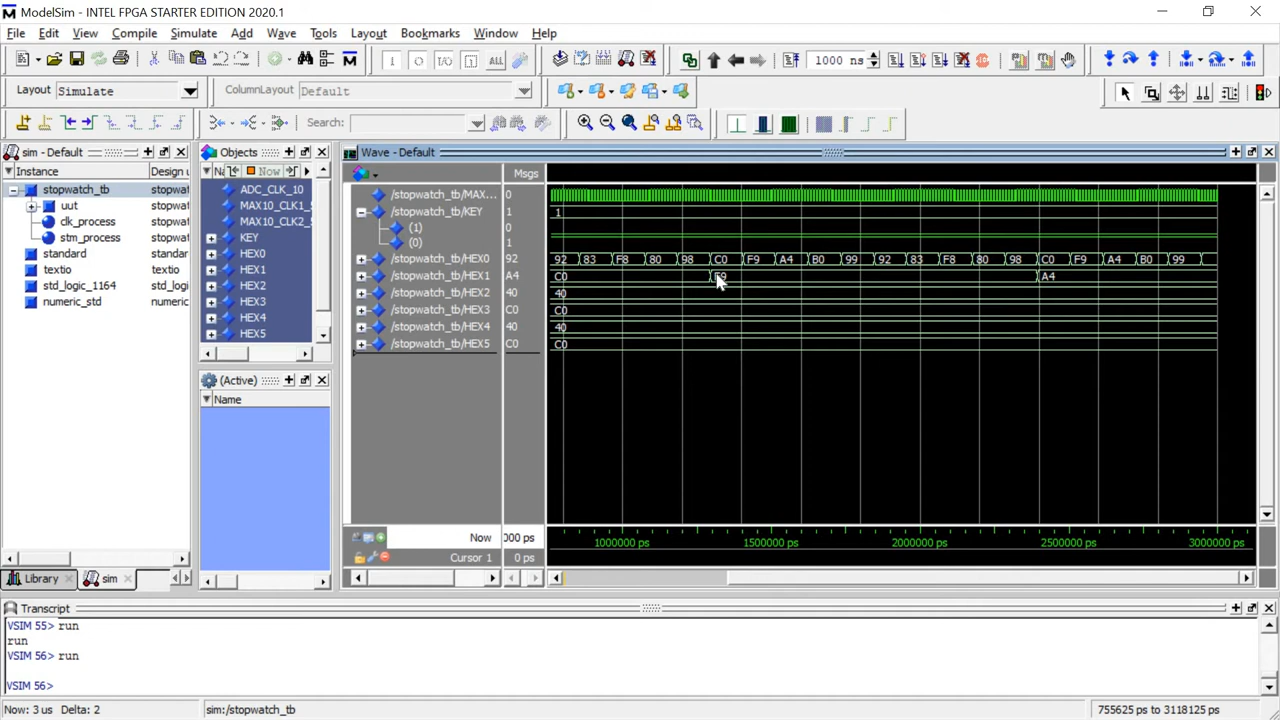 ModelSim - INTEL FPGA STARTER EDITION 2020.1
File Edit View Compile Simulate Add Wave Tools Layout Bookmarks Window Help
1000 ns
Layout Simulate
ColumnLayout Default
Search:
sim - Default
Instance Design u
stopwatch_tb stopwat
uut stopwat
clk_process stopwat
stm_process stopwat
standard standard
textio textio
std_logic_1164 std_logi
numeric_std numeric
Library sim
Objects
Now
ADC_CLK_10
MAX10_CLK1_
MAX10_CLK2_
KEY
HEX0
HEX1
HEX2
HEX3
HEX4
HEX5
(Active)
Name
Wave - Default
Msgs
/stopwatch_tb/MAX... 0
/stopwatch_tb/KEY 1 1
(1) 0
(0) 1
/stopwatch_tb/HEX0 92 92 83 F8 80 98 C0 F9 A4 B0 99 92 83 F8 80 98 C0 F9 A4 B0 99
/stopwatch_tb/HEX1 A4 C0 F9 A4
/stopwatch_tb/HEX2 40 40
/stopwatch_tb/HEX3 C0 C0
/stopwatch_tb/HEX4 40 40
/stopwatch_tb/HEX5 C0 C0
Now 000 ps 1000000 ps 1500000 ps 2000000 ps 2500000 ps 3000000 ps
Cursor 1 0 ps
Transcript
VSIM 55> run
run
VSIM 56> run
VSIM 56>
Now: 3 us Delta: 2 sim:/stopwatch_tb 755625 ps to 3118125 ps